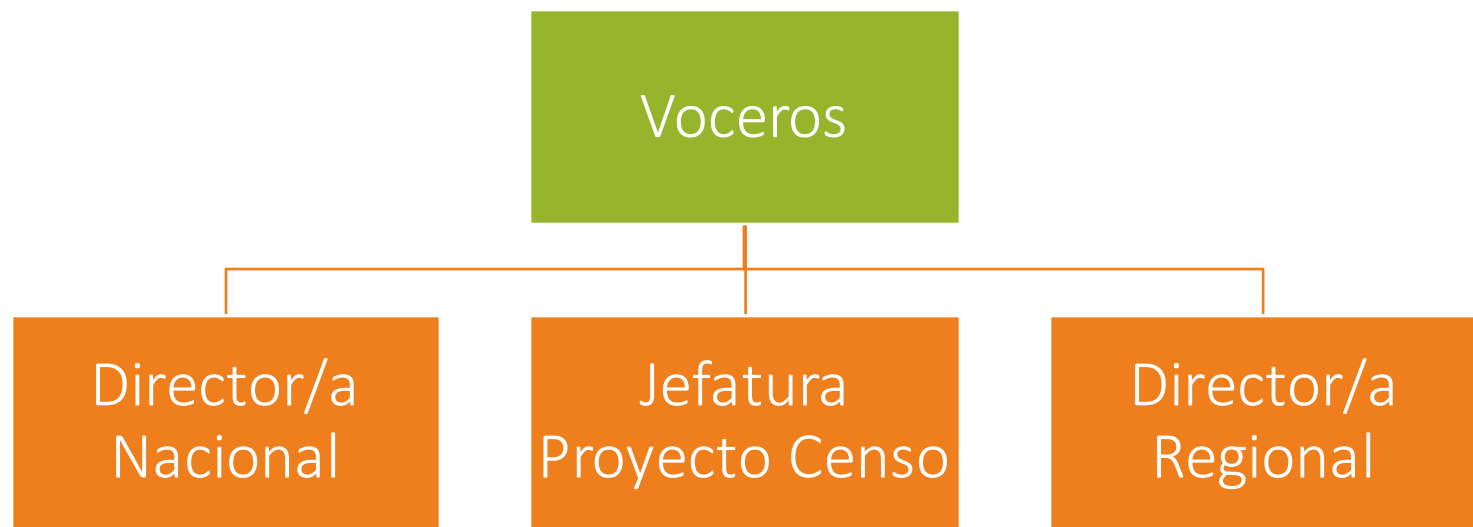 Voceros
Director/a
Nacional
Jefatura
Proyecto Censo
Director/a
Regional